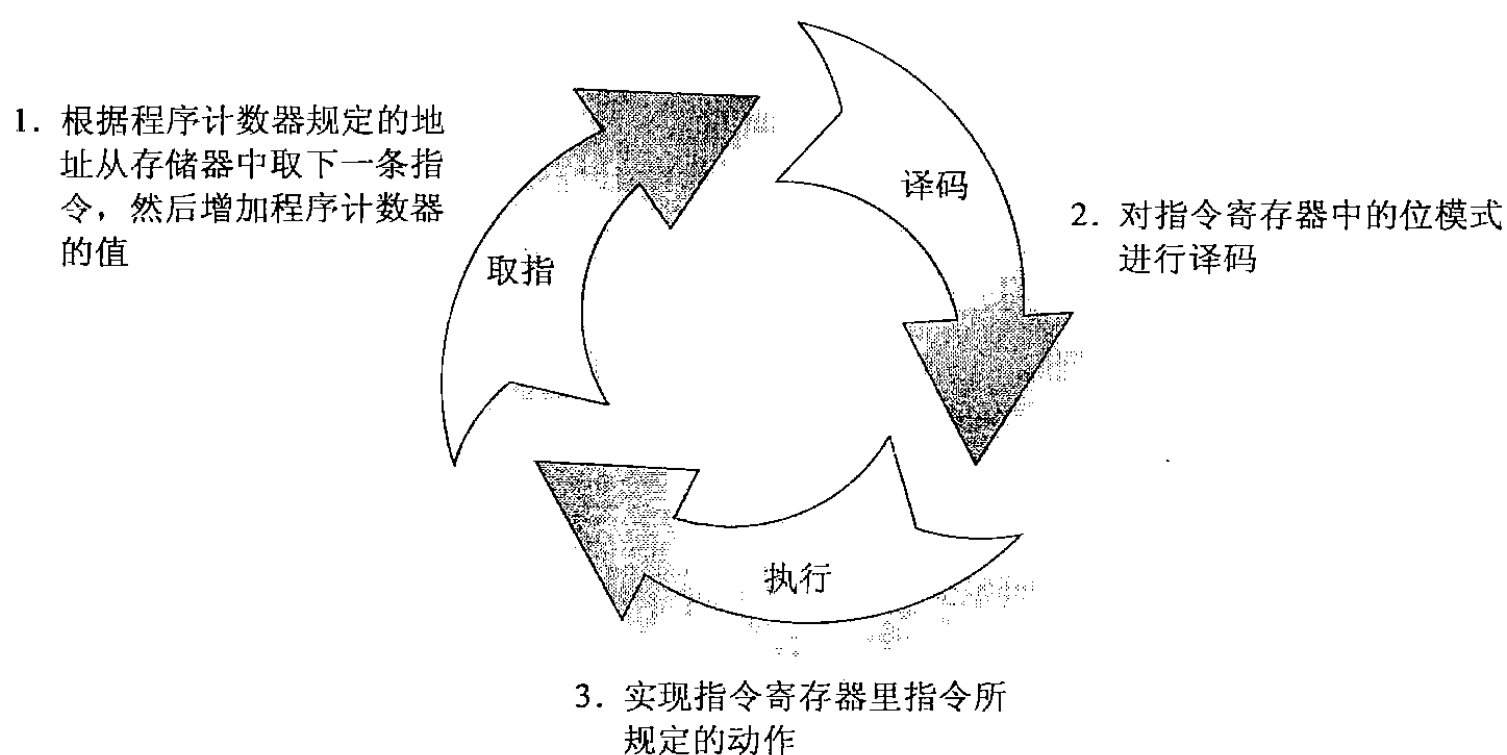 1. 根据程序计数器规定的地
址从存储器中取下一条指
令，然后增加程序计数器
的值
取指
译码
2. 对指令寄存器中的位模式
进行译码
执行
3. 实现指令寄存器里指令所
规定的动作